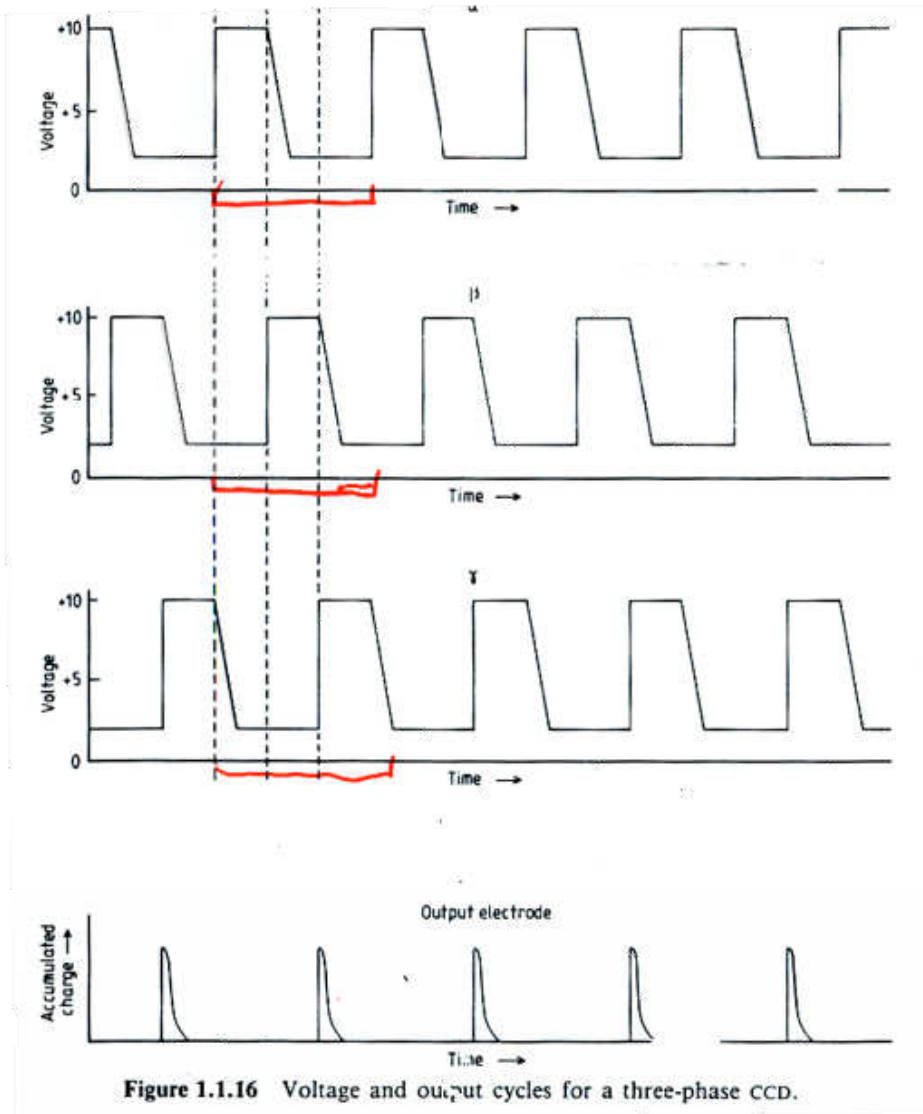 α
+10
+5
0
Voltage
Time →
β
+10
+5
0
Voltage
Time →
γ
+10
+5
0
Voltage
Time →
Output electrode
Accumulated
charge →
Time →
Figure 1.1.16 Voltage and output cycles for a three-phase CCD.